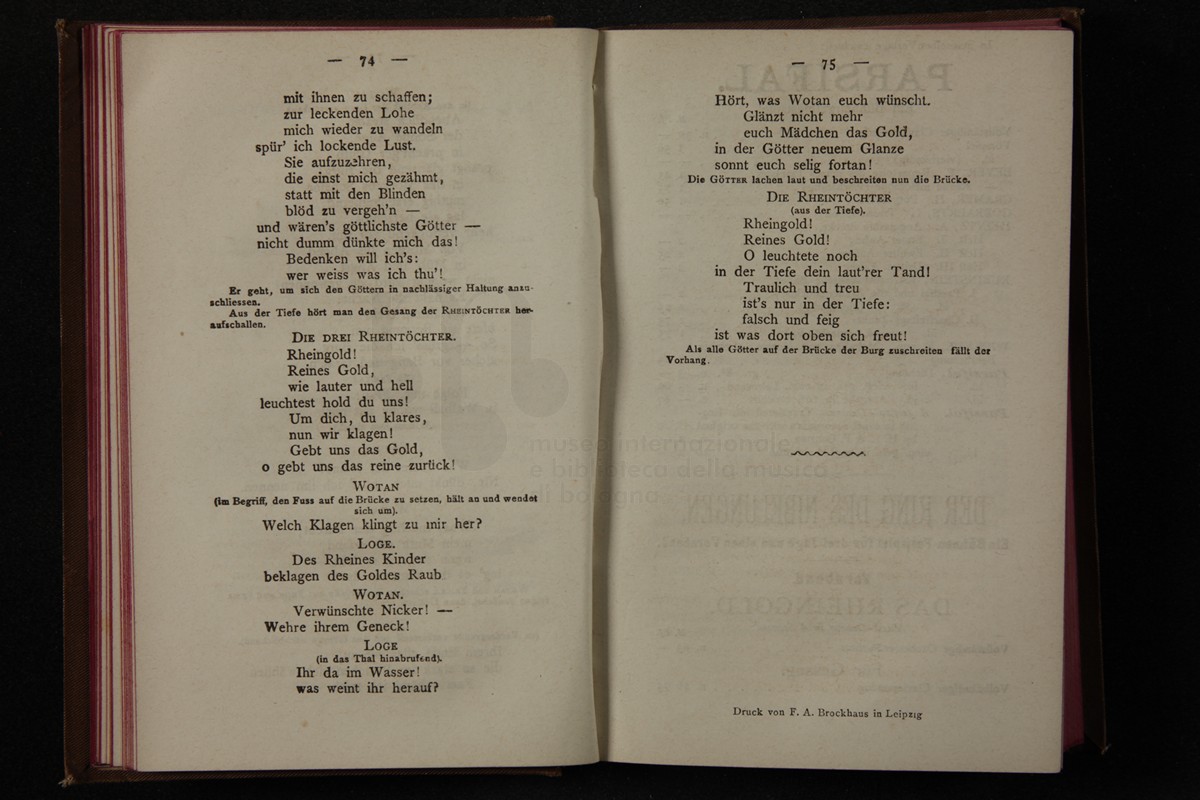 — 74 —
mit ihnen zu schaffen;
zur leckenden Lohe
mich wieder zu wandeln
spür' ich lockende Lust.
Sie aufzuzehren,
die einst mich gezähmt,
statt mit den Blinden
blöd zu vergeh'n —
und wären's göttlichste Götter —
nicht dumm dünkte mich das!
Bedenken will ich's:
wer weiss was ich thu'!
Er geht, um sich den Göttern in nachlässiger Haltung anzu-
schliessen.
Aus der Tiefe hört man den Gesang der RHEINTÖCHTER her-
aufschallen.
DIE DREI RHEINTÖCHTER.
Rheingold!
Reines Gold,
wie lauter und hell
leuchtest hold du uns!
Um dich, du klares,
nun wir klagen!
Gebt uns das Gold,
o gebt uns das reine zurück!
WOTAN
(im Begriff, den Fuss auf die Brücke zu setzen, hält an und wendet
sich um).
Welch Klagen klingt zu mir her?
LOGE.
Des Rheines Kinder
beklagen des Goldes Raub
WOTAN.
Verwünschte Nicker! —
Wehre ihrem Geneck!
LOGE
(in das Thal hinabrufend).
Ihr da im Wasser!
was weint ihr herauf?
— 75 —
Hört, was Wotan euch wünscht.
Glänzt nicht mehr
euch Mädchen das Gold,
in der Götter neuem Glanze
sonnt euch selig fortan!
Die GÖTTER lachen laut und beschreiten nun die Brücke.
DIE RHEINTÖCHTER
(aus der Tiefe).
Rheingold!
Reines Gold!
O leuchtete noch
in der Tiefe dein laut'rer Tand!
Traulich und treu
ist's nur in der Tiefe:
falsch und feig
ist was dort oben sich freut!
Als alle Götter auf der Brücke der Burg zuschreiten fällt der
Vorhang.
Druck von F. A. Brockhaus in Leipzig
museo internazionale
e biblioteca della musica
di bologna